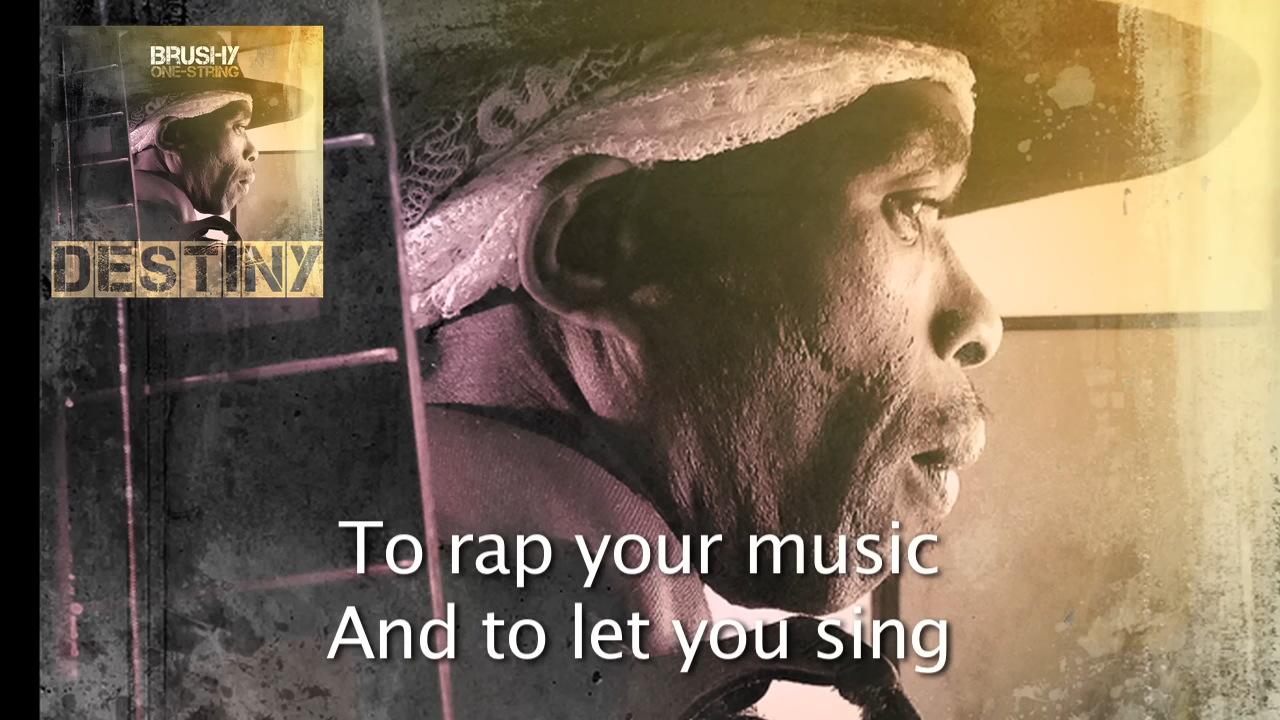 BRUSHY
ONE-STRING
DESTINY
To rap your music
And to let you sing